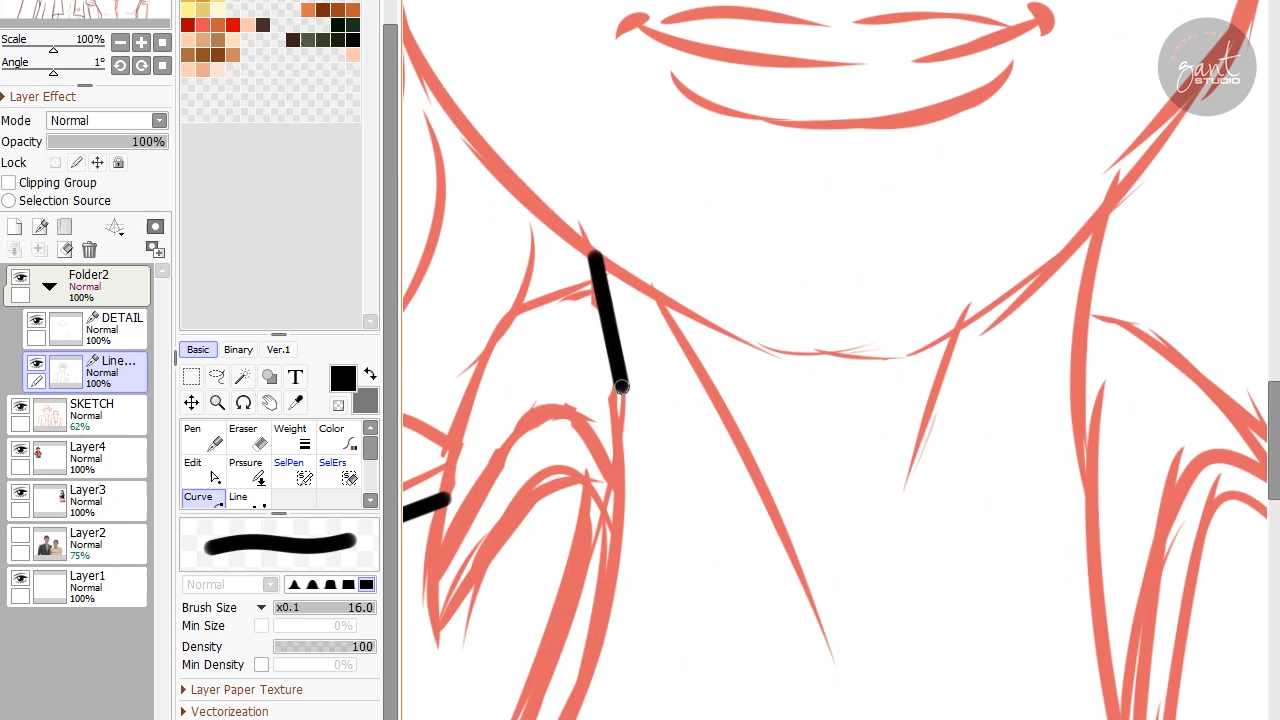 Scale 100%
Angle 1°
Layer Effect
Mode Normal
Opacity 100%
Lock
Clipping Group
Selection Source
Folder2
Normal
100%
DETAIL
Normal
100%
Line...
Normal
100%
SKETCH
Normal
62%
Layer4
Normal
100%
Layer3
Normal
100%
Layer2
Normal
75%
Layer1
Normal
100%
Basic Binary Ver.1
T
Pen Eraser Weight Color
Edit Prssure SelPen SelErs
Curve Line
Normal
Brush Size x0.1 16.0
Min Size 0%
Density 100
Min Density 0%
Layer Paper Texture
Vectorizeation
gant
STUDIO